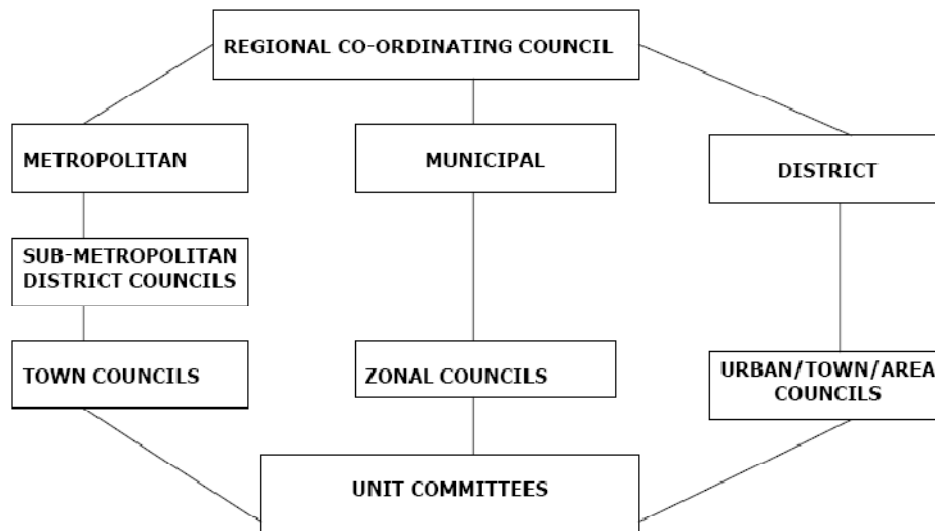 REGIONAL CO-ORDINATING COUNCIL
METROPOLITAN
MUNICIPAL
DISTRICT
SUB-METROPOLITAN
DISTRICT COUNCILS
TOWN COUNCILS
ZONAL COUNCILS
URBAN/TOWN/AREA
COUNCILS
UNIT COMMITTEES